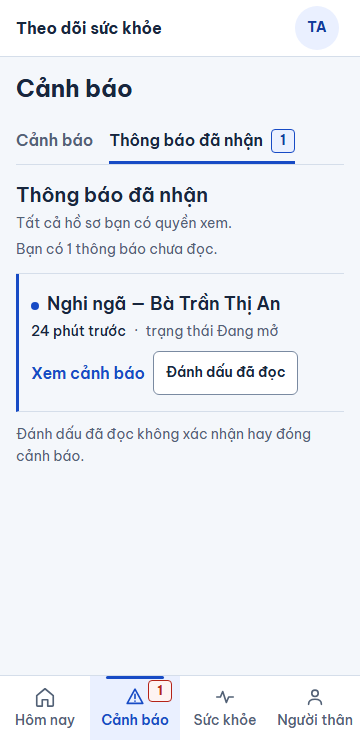 Theo dõi sức khỏe
TA
Cảnh báo
Cảnh báo
Thông báo đã nhận
1
Thông báo đã nhận
Tất cả hồ sơ bạn có quyền xem.
Bạn có 1 thông báo chưa đọc.
Nghi ngã — Bà Trần Thị An
24 phút trước · trạng thái Đang mở
Xem cảnh báo
Đánh dấu đã đọc
Đánh dấu đã đọc không xác nhận hay đóng
cảnh báo.
1
Hôm nay
Cảnh báo
Sức khỏe
Người thân